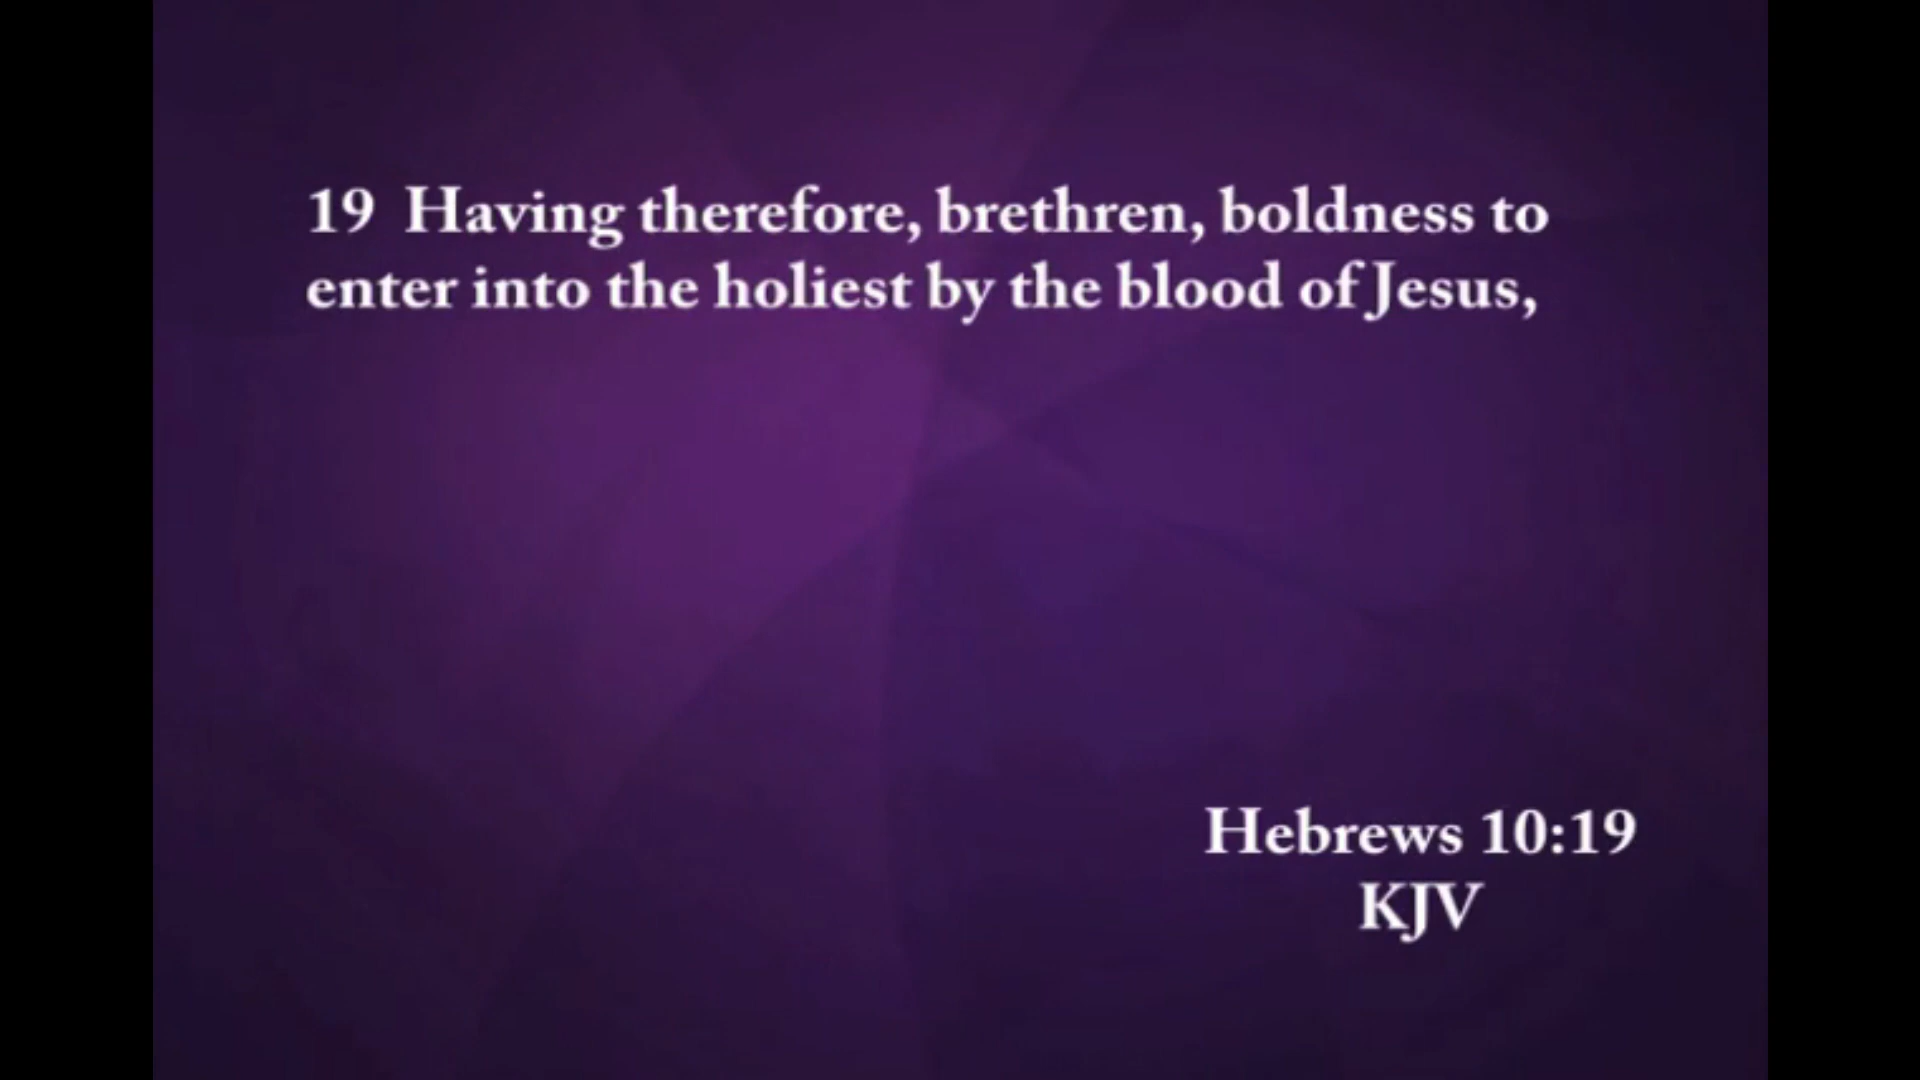 19 Having therefore, brethren, boldness to
enter into the holiest by the blood of Jesus,
Hebrews 10:19
KJV